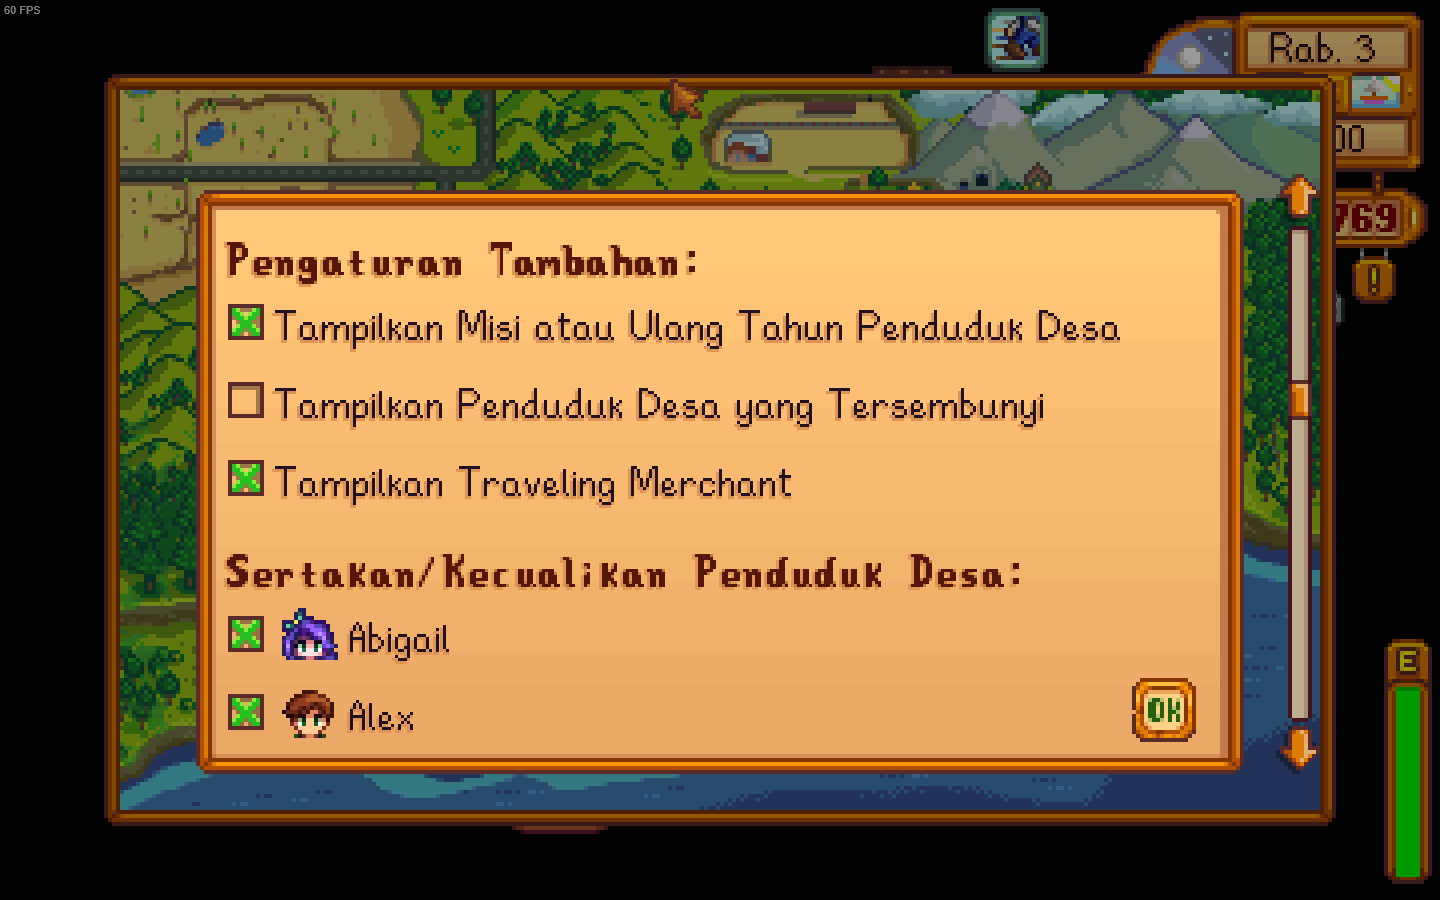 60 FPS
Rab. 3
00
769
!
Pengaturan Tambahan:
Tampilkan Misi atau Ulang Tahun Penduduk Desa
Tampilkan Penduduk Desa yang Tersembunyi
Tampilkan Traveling Merchant
Sertakan/Kecualikan Penduduk Desa:
Abigail
Alex
OK
E